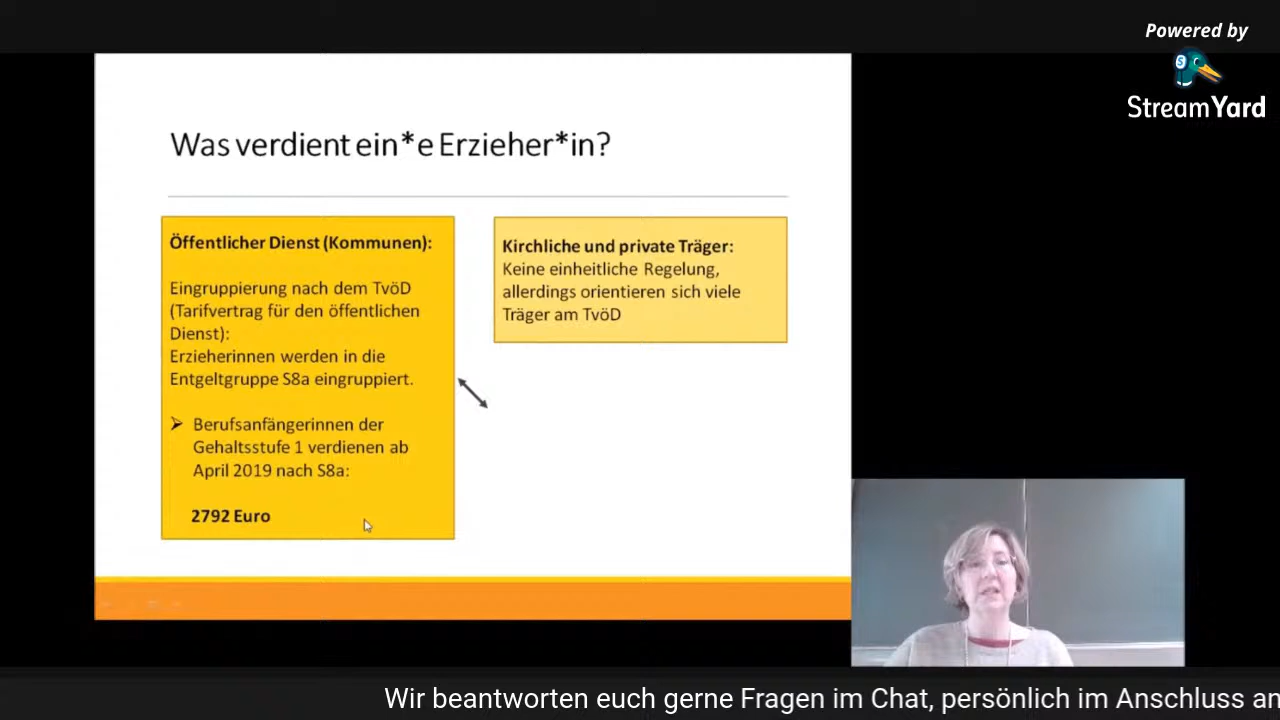 Powered by
StreamYard
Was verdient ein*e Erzieher*in?
Öffentlicher Dienst (Kommunen):
Eingruppierung nach dem TvöD
(Tarifvertrag für den öffentlichen
Dienst):
Erzieherinnen werden in die
Entgeltgruppe S8a eingruppiert.
Berufsanfängerinnen der
Gehaltsstufe 1 verdienen ab
April 2019 nach S8a:
2792 Euro
Kirchliche und private Träger:
Keine einheitliche Regelung,
allerdings orientieren sich viele
Träger am TvöD
Wir beantworten euch gerne Fragen im Chat, persönlich im Anschluss an